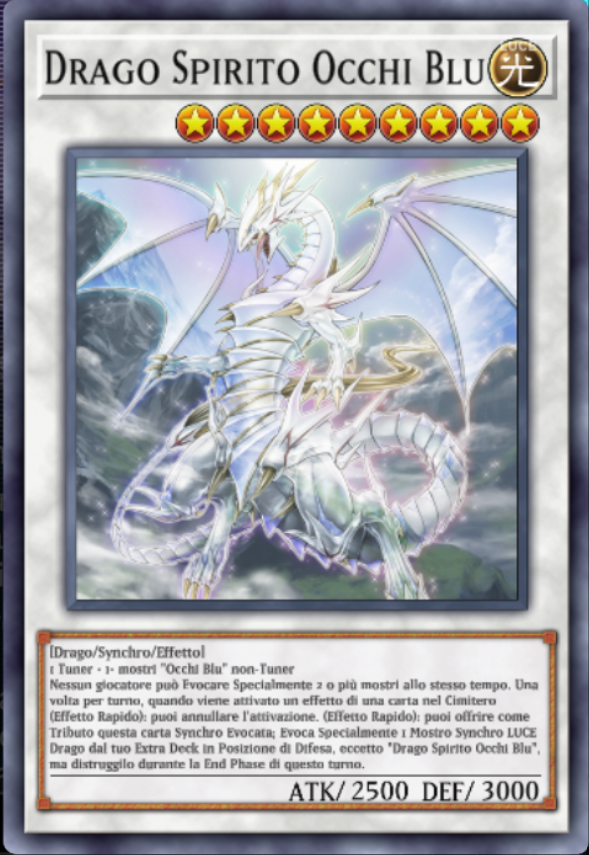 DRAGO SPIRITO OCCHI BLU
LUCE
光
[Drago/Synchro/Effetto]
1 Tuner + 1+ mostri "Occhi Blu" non-Tuner
Nessun giocatore può Evocare Specialmente 2 o più mostri allo stesso tempo. Una
volta per turno, quando viene attivato un effetto di una carta nel Cimitero
(Effetto Rapido): puoi annullare l'attivazione. (Effetto Rapido): puoi offrire come
Tributo questa carta Synchro Evocata; Evoca Specialmente 1 Mostro Synchro LUCE
Drago dal tuo Extra Deck in Posizione di Difesa, eccetto "Drago Spirito Occhi Blu",
ma distruggilo durante la End Phase di questo turno.
ATK/ 2500 DEF/ 3000